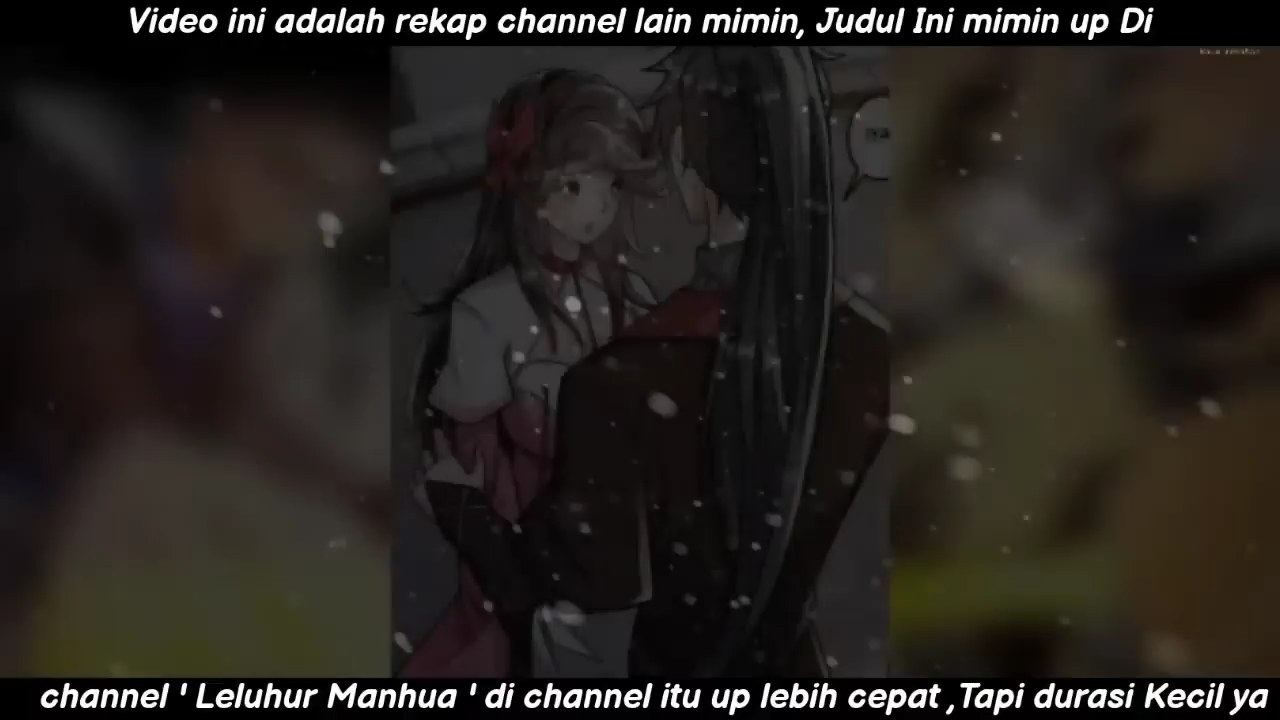 Video ini adalah rekap channel lain mimin, Judul Ini mimin up Di
channel ' Leluhur Manhua ' di channel itu up lebih cepat ,Tapi durasi Kecil ya